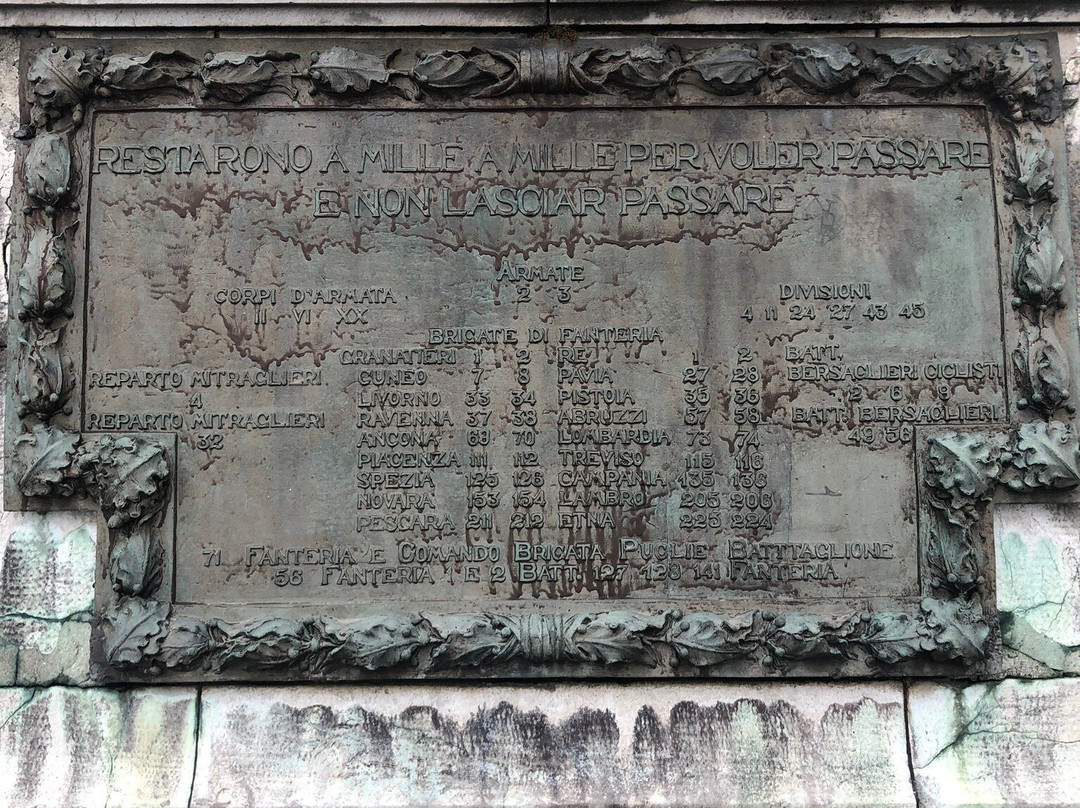 RESTARONO A MILLE A MILLE PER VOLER PASSARE
E NON LASCIAR PASSARE
ARMATE
2 3
CORPI D'ARMATA
II VI XX
DIVISIONI
4 11 24 27 43 45
BRIGATE DI FANTERIA
GRANATIERI 1 2 RE 1 2
CUNEO 7 8 PAVIA 27 28
LIVORNO 33 34 PISTOIA 35 36
RAVENNA 37 38 ABRUZZI 57 58
ANCONA 69 70 LOMBARDIA 73 74
PIACENZA 111 112 TREVISO 115 116
SPEZIA 125 126 CAMPANIA 135 136
NOVARA 153 154 LAMBRO 205 206
PESCARA 211 212 ETNA 223 224
REPARTO MITRAGLIERI
4
REPARTO MITRAGLIERI
32
BATT.
BERSAGLIERI CICLISTI
2 6 9
BATT. BERSAGLIERI
49 56
71 FANTERIA E COMANDO BRIGATA PUGLIE BATTTAGLIONE
56 FANTERIA 1 E 2 BATT. 127 128 141 FANTERIA